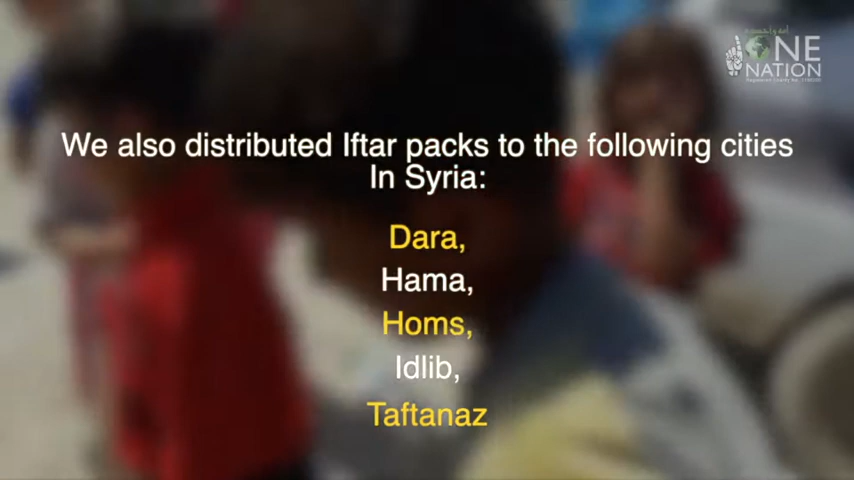 ONE
NATION
We also distributed Iftar packs to the following cities
In Syria:
Dara,
Hama,
Homs,
Idlib,
Taftanaz